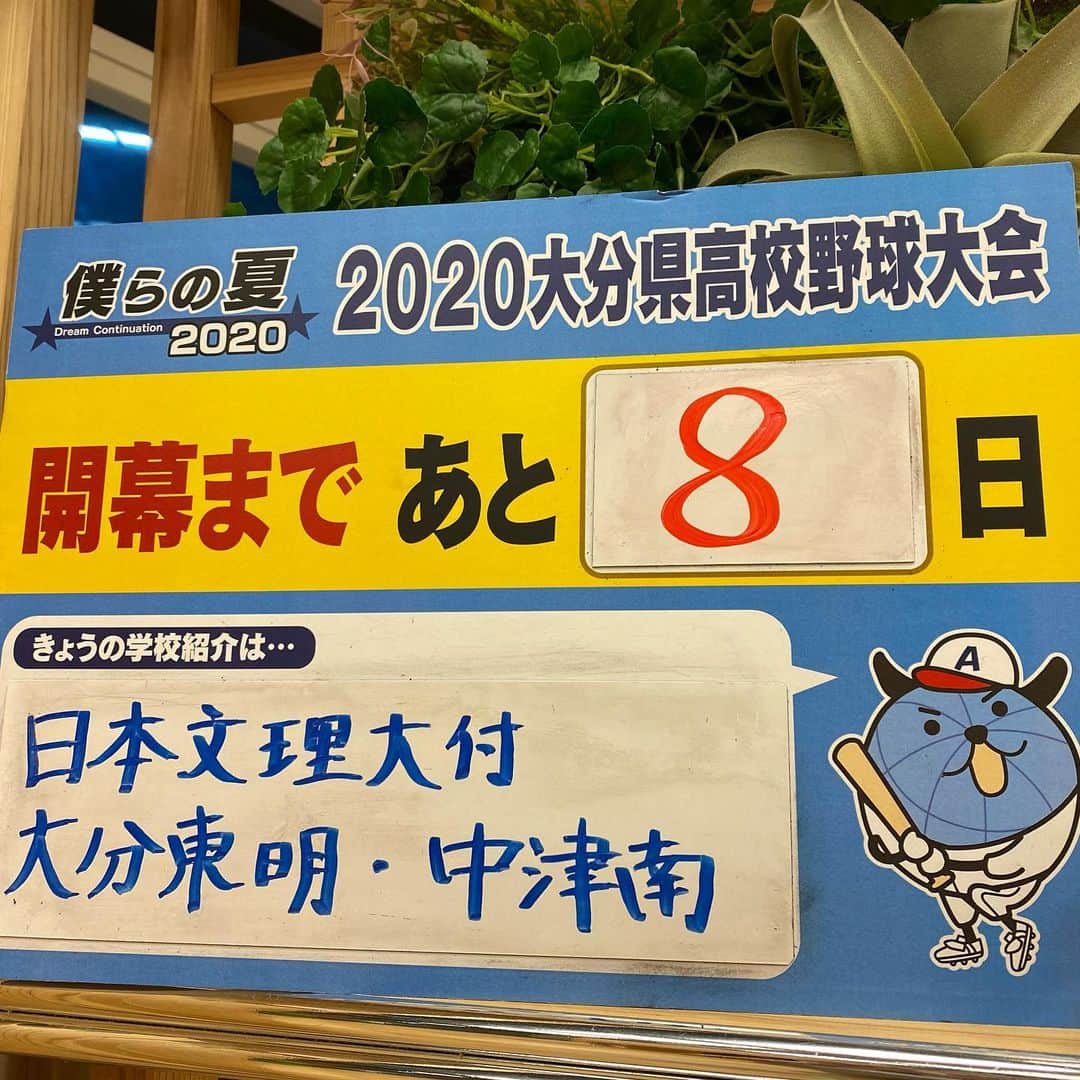 僕らの夏
Dream Continuation
2020
2020大分県高校野球大会
開幕まで あと 8 日
きょうの学校紹介は…
日本文理大付
大分東明・中津南
A